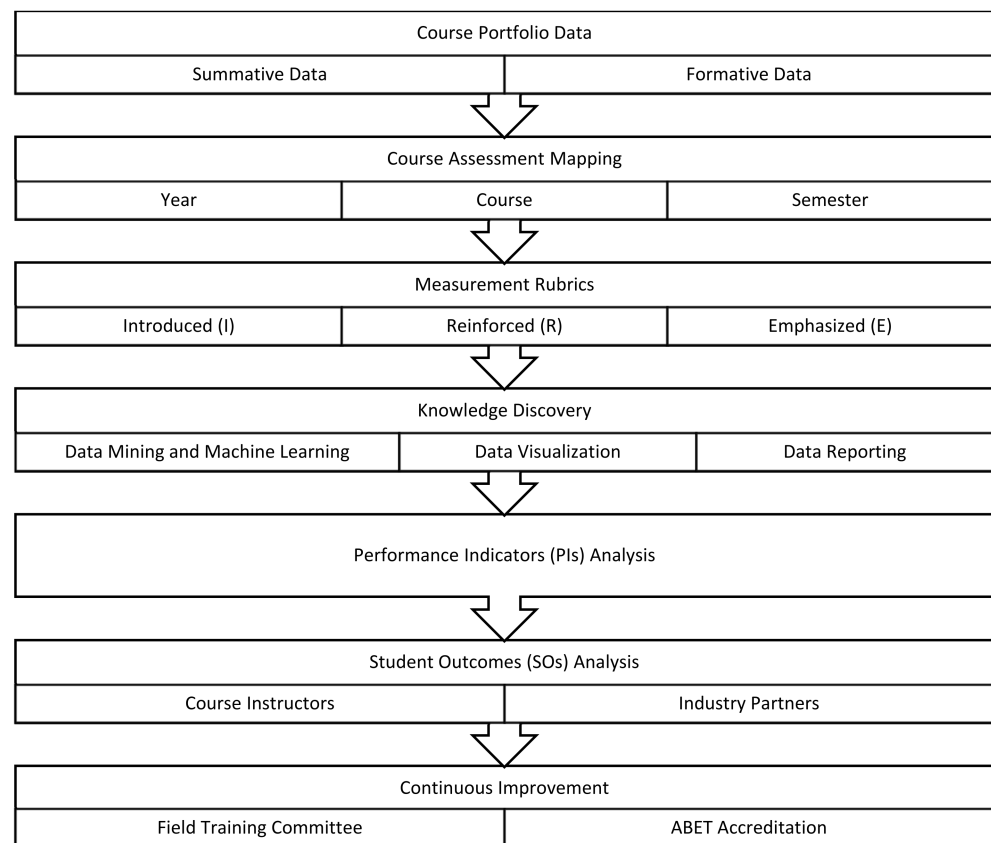 Course Portfolio Data
Summative Data
Formative Data
Course Assessment Mapping
Year
Course
Semester
Measurement Rubrics
Introduced (I)
Reinforced (R)
Emphasized (E)
Knowledge Discovery
Data Mining and Machine Learning
Data Visualization
Data Reporting
Performance Indicators (PIs) Analysis
Student Outcomes (SOs) Analysis
Course Instructors
Industry Partners
Continuous Improvement
Field Training Committee
ABET Accreditation